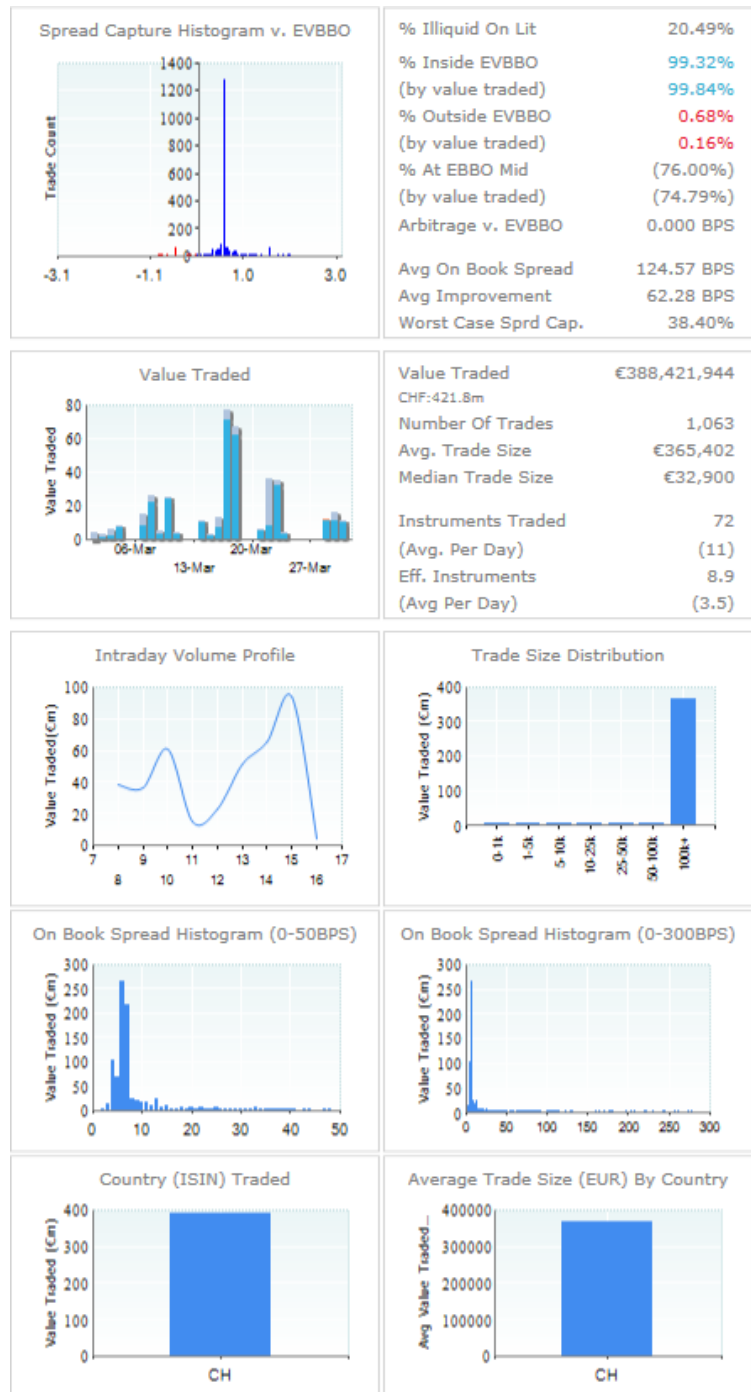 Spread Capture Histogram v. EVBBO
Trade Count
1400
1200
1000
800
600
400
200
0
-3.1
-1.1
1.0
3.0
% Illiquid On Lit 20.49%
% Inside EVBBO 99.32%
(by value traded) 99.84%
% Outside EVBBO 0.68%
(by value traded) 0.16%
% At EBBO Mid (76.00%)
(by value traded) (74.79%)
Arbitrage v. EVBBO 0.000 BPS
Avg On Book Spread 124.57 BPS
Avg Improvement 62.28 BPS
Worst Case Sprd Cap. 38.40%
Value Traded
Value Traded
80
60
40
20
0
06-Mar
20-Mar
13-Mar
27-Mar
Value Traded €388,421,944
CHF:421.8m
Number Of Trades 1,063
Avg. Trade Size €365,402
Median Trade Size €32,900
Instruments Traded 72
(Avg. Per Day) (11)
Eff. Instruments 8.9
(Avg Per Day) (3.5)
Intraday Volume Profile
Value Traded(€m)
100
80
60
40
20
0
7 9 11 13 15 17
8 10 12 14 16
Trade Size Distribution
Value Traded (€m)
400
300
200
100
0
0-1k
1-5k
5-10k
10-25k
25-50k
50-100k
100k+
On Book Spread Histogram (0-50BPS)
Value Traded (€m)
300
250
200
150
100
50
0
0 10 20 30 40 50
On Book Spread Histogram (0-300BPS)
Value Traded (€m)
300
250
200
150
100
50
0
0 50 100 150 200 250 300
Country (ISIN) Traded
Value Traded (€m)
400
300
200
100
0
CH
Average Trade Size (EUR) By Country
Avg Value Traded...
400000
300000
200000
100000
0
CH